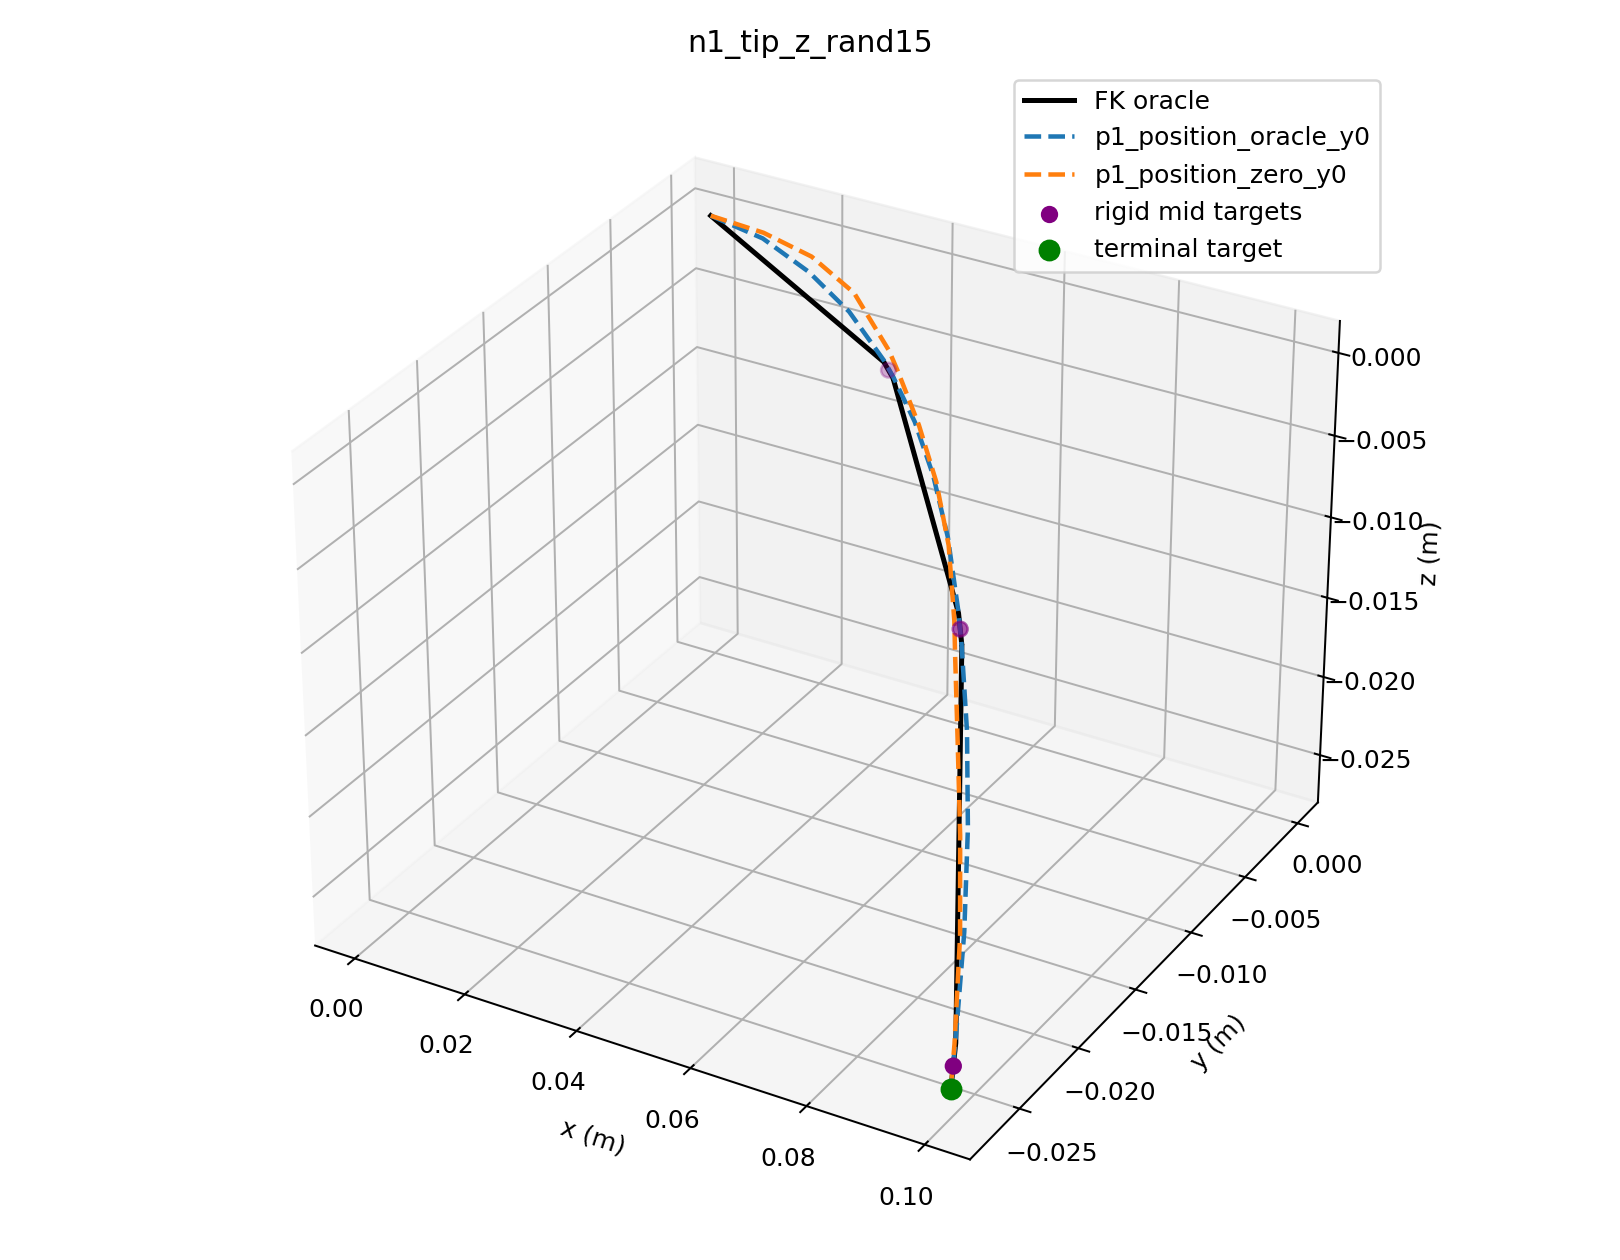 n1_tip_z_rand15
FK oracle
p1_position_oracle_y0
p1_position_zero_y0
rigid mid targets
terminal target
0.000
−0.005
−0.010
−0.015
−0.020
−0.025
z (m)
0.000
−0.005
−0.010
−0.015
−0.020
−0.025
y (m)
0.00
0.02
0.04
0.06
0.08
0.10
x (m)